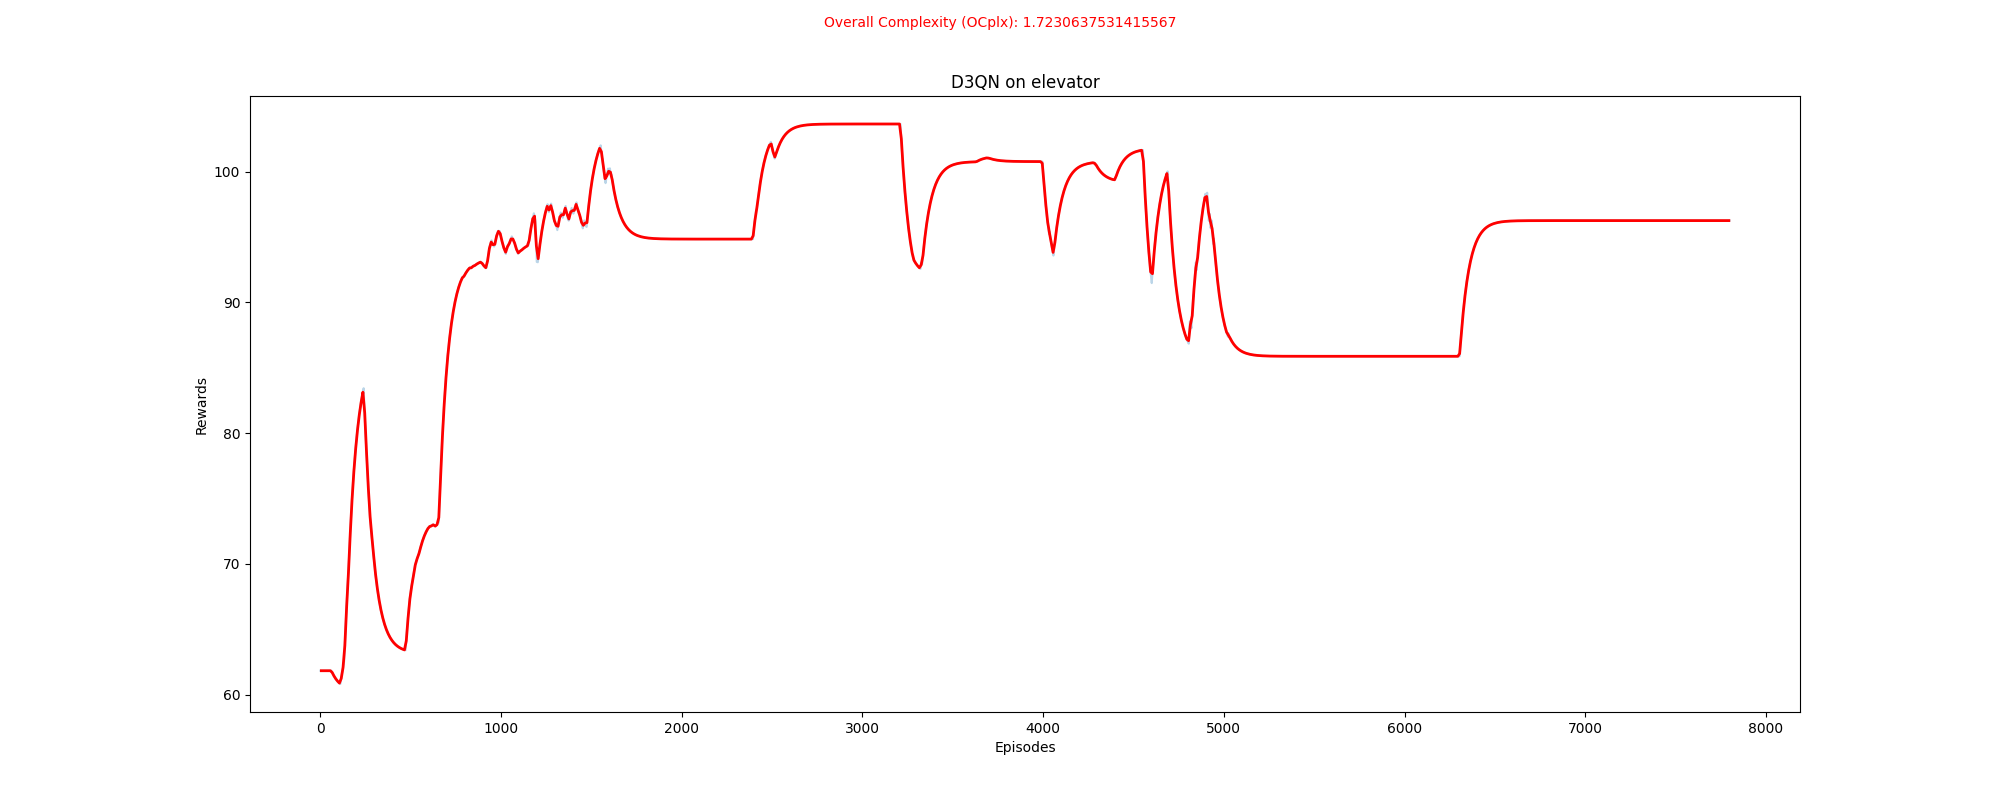 Overall Complexity (OCplx): 1.7230637531415567
D3QN on elevator
Rewards
100
90
80
70
60
0 1000 2000 3000 4000 5000 6000 7000 8000
Episodes